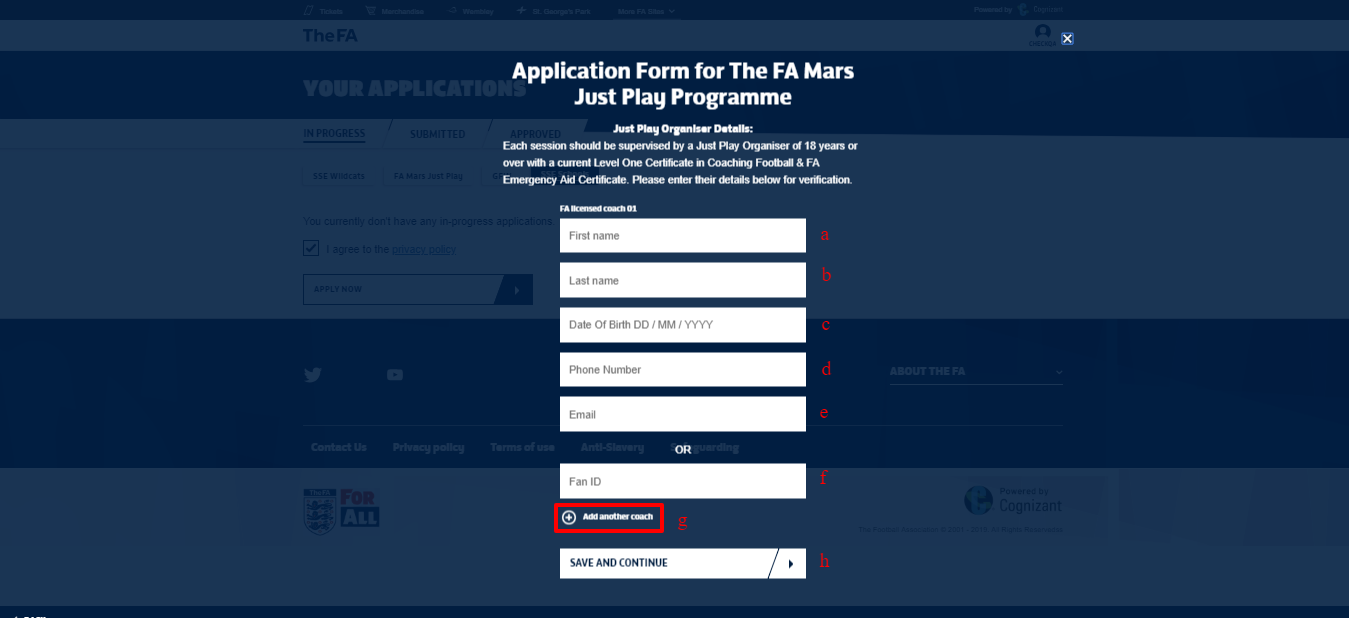 Tickets Merchandise Wembley St. George's Park More FA Sites
Powered by Cognizant
TheFA
Application Form for The FA Mars
Just Play Programme
YOUR APPLICATIONS
Just Play Organiser Details:
Each session should be supervised by a Just Play Organiser of 18 years or
over with a current Level One Certificate in Coaching Football & FA
Emergency Aid Certificate. Please enter their details below for verification.
IN PROGRESS SUBMITTED APPROVED
SSE Wildcats FA Mars Just Play
You currently don't have any in-progress applications
I agree to the privacy policy
APPLY NOW
FA licensed coach 01
First name a
Last name b
Date Of Birth DD / MM / YYYY c
Phone Number d
Email e
OR
Fan ID f
Add another coach g
SAVE AND CONTINUE h
ABOUT THE FA
Contact Us Privacy policy Terms of use Anti-Slavery Safeguarding
TheFA
FOR
ALL
Powered by
Cognizant